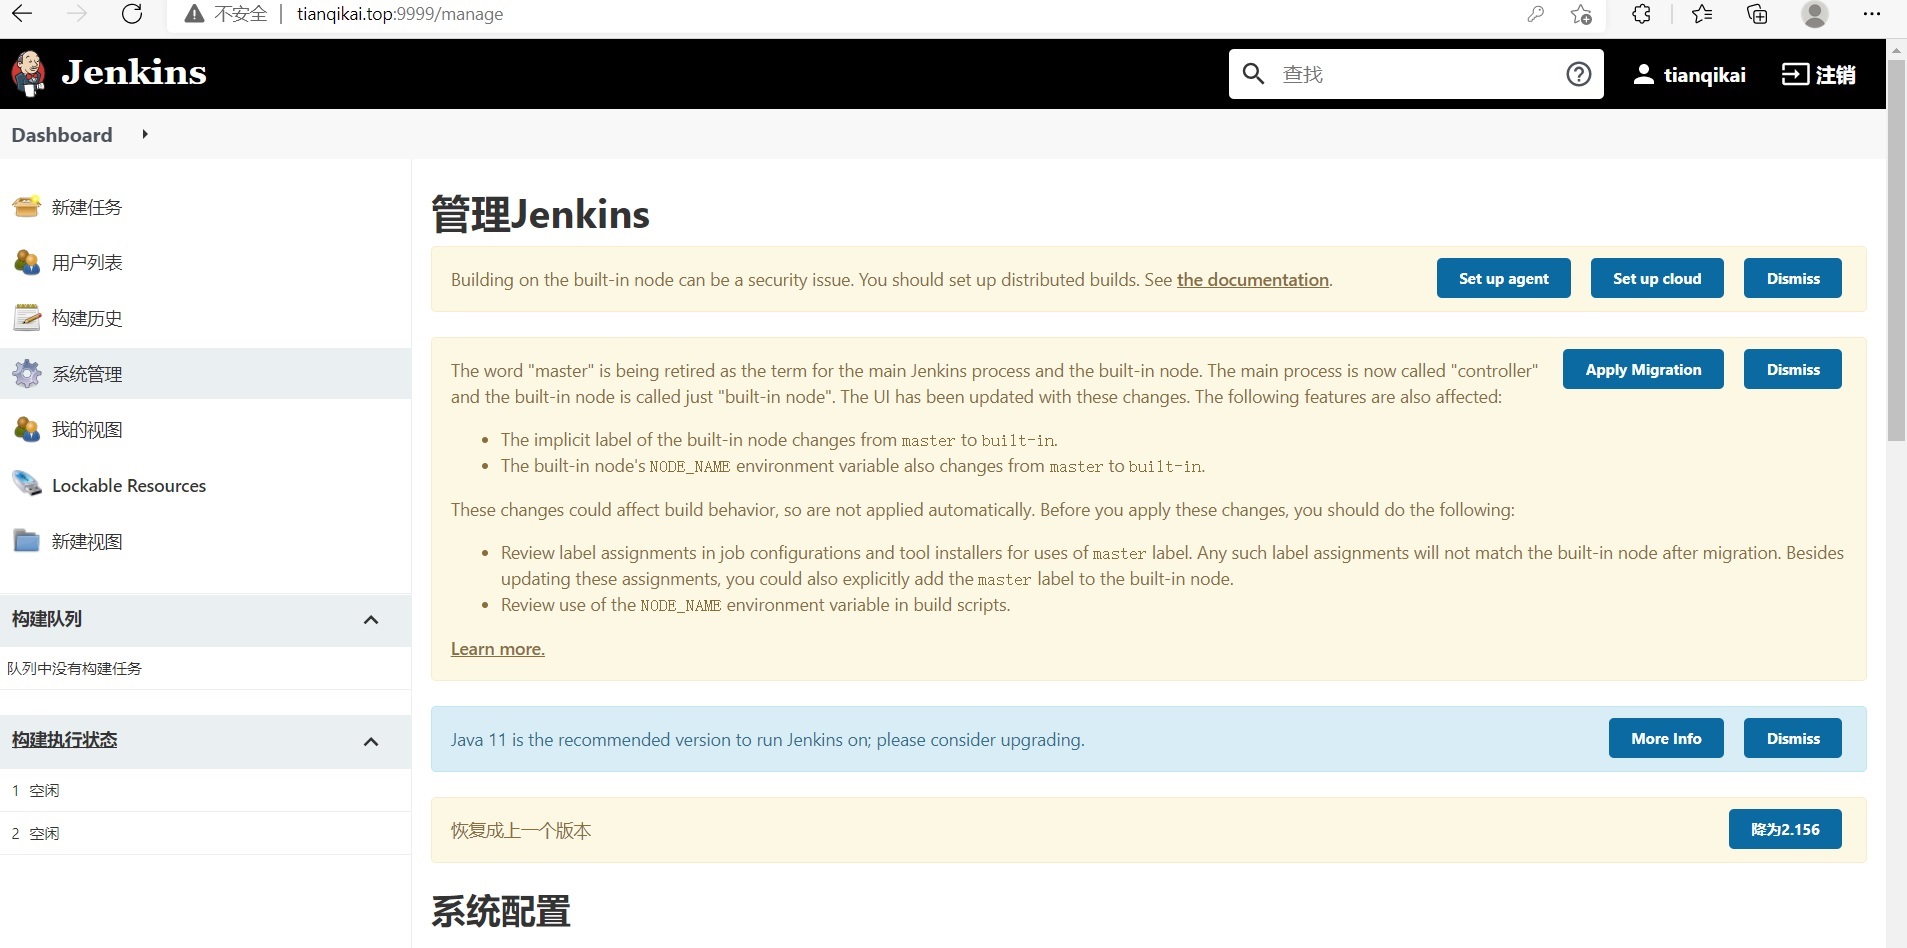 不安全 | tianqikai.top:9999/manage
Jenkins
查找
tianqikai
注销
Dashboard
新建任务
用户列表
构建历史
系统管理
我的视图
Lockable Resources
新建视图
构建队列
队列中没有构建任务
构建执行状态
1 空闲
2 空闲
管理Jenkins
Building on the built-in node can be a security issue. You should set up distributed builds. See the documentation.
Set up agent
Set up cloud
Dismiss
The word "master" is being retired as the term for the main Jenkins process and the built-in node. The main process is now called "controller"
and the built-in node is called just "built-in node". The UI has been updated with these changes. The following features are also affected:
Apply Migration
Dismiss
• The implicit label of the built-in node changes from master to built-in.
• The built-in node's NODE_NAME environment variable also changes from master to built-in.
These changes could affect build behavior, so are not applied automatically. Before you apply these changes, you should do the following:
• Review label assignments in job configurations and tool installers for uses of master label. Any such label assignments will not match the built-in node after migration. Besides
updating these assignments, you could also explicitly add the master label to the built-in node.
• Review use of the NODE_NAME environment variable in build scripts.
Learn more.
Java 11 is the recommended version to run Jenkins on; please consider upgrading.
More Info
Dismiss
恢复成上一个版本
降为2.156
系统配置